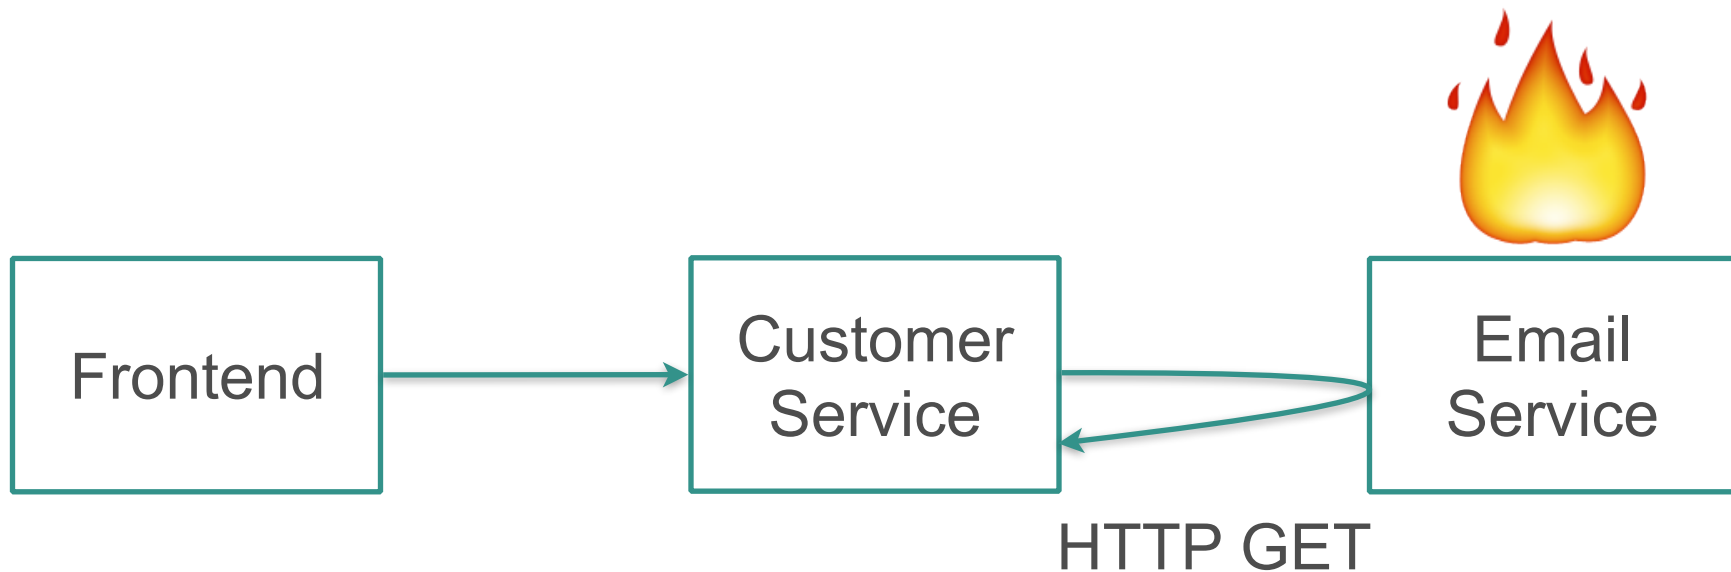 Frontend
Customer
Service
Email
Service
HTTP GET